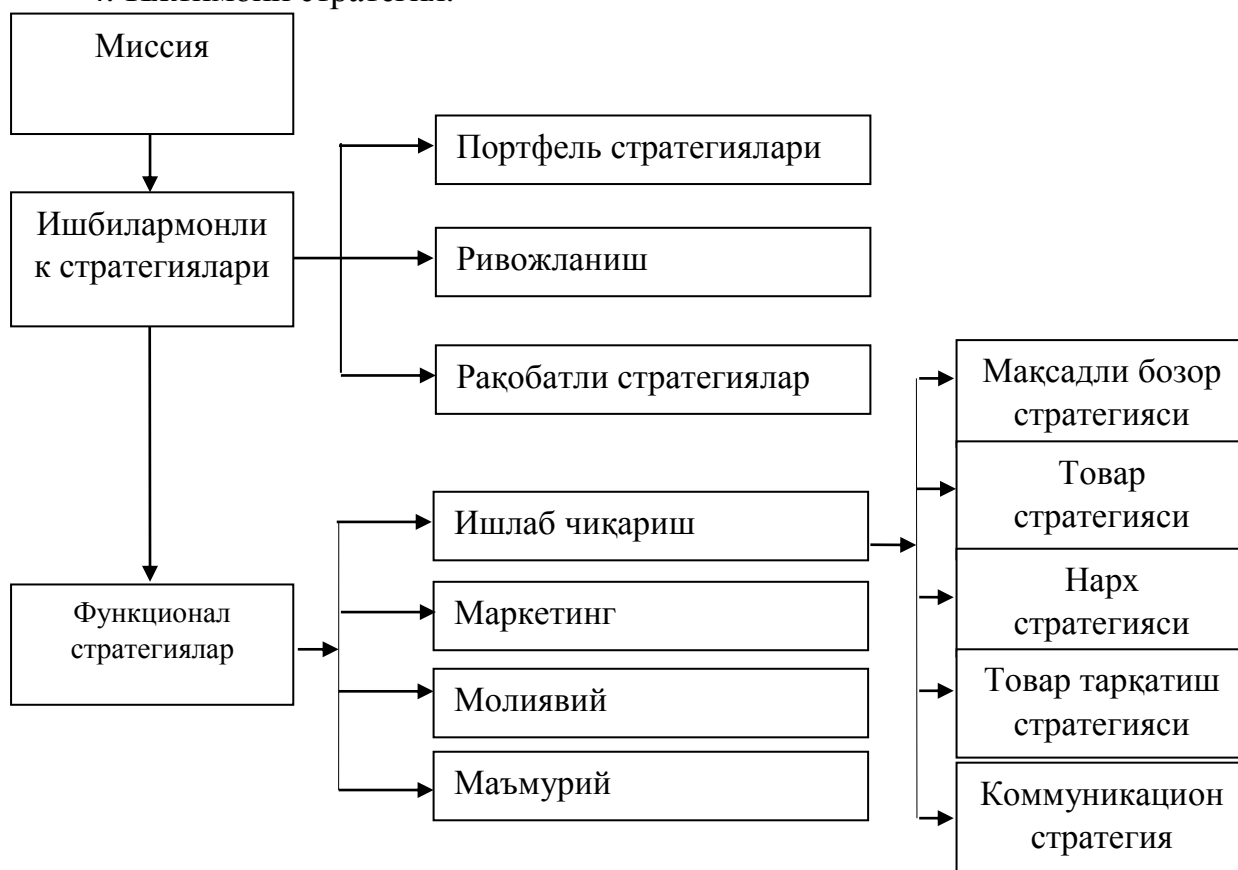 стратегия.
Миссия
Ишбилармонли
к стратегиялари
Портфель стратегиялари
Ривожланиш
Рақобатли стратегиялар
Функционал
стратегиялар
Ишлаб чиқариш
Маркетинг
Молиявий
Маъмурий
Мақсадли бозор
стратегияси
Товар
стратегияси
Нарх
стратегияси
Товар тарқатиш
стратегияси
Коммуникацион
стратегия